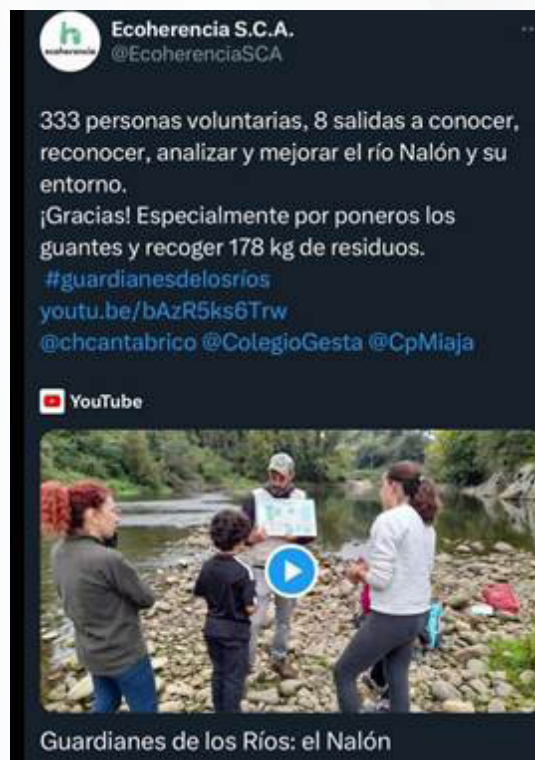 Ecoherencia S.C.A.
@EcoherenciaSCA
ecoherencia
333 personas voluntarias, 8 salidas a conocer,
reconocer, analizar y mejorar el río Nalón y su
entorno.
¡Gracias! Especialmente por poneros los
guantes y recoger 178 kg de residuos.
#guardianesdelosríos
youtu.be/bAzR5ks6Trw
@chcantabrico @ColegioGesta @CpMiaja
YouTube
Guardianes de los Ríos: el Nalón